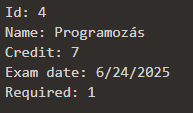 Id: 4
Name: Programozás
Credit: 7
Exam date: 6/24/2025
Required: 1